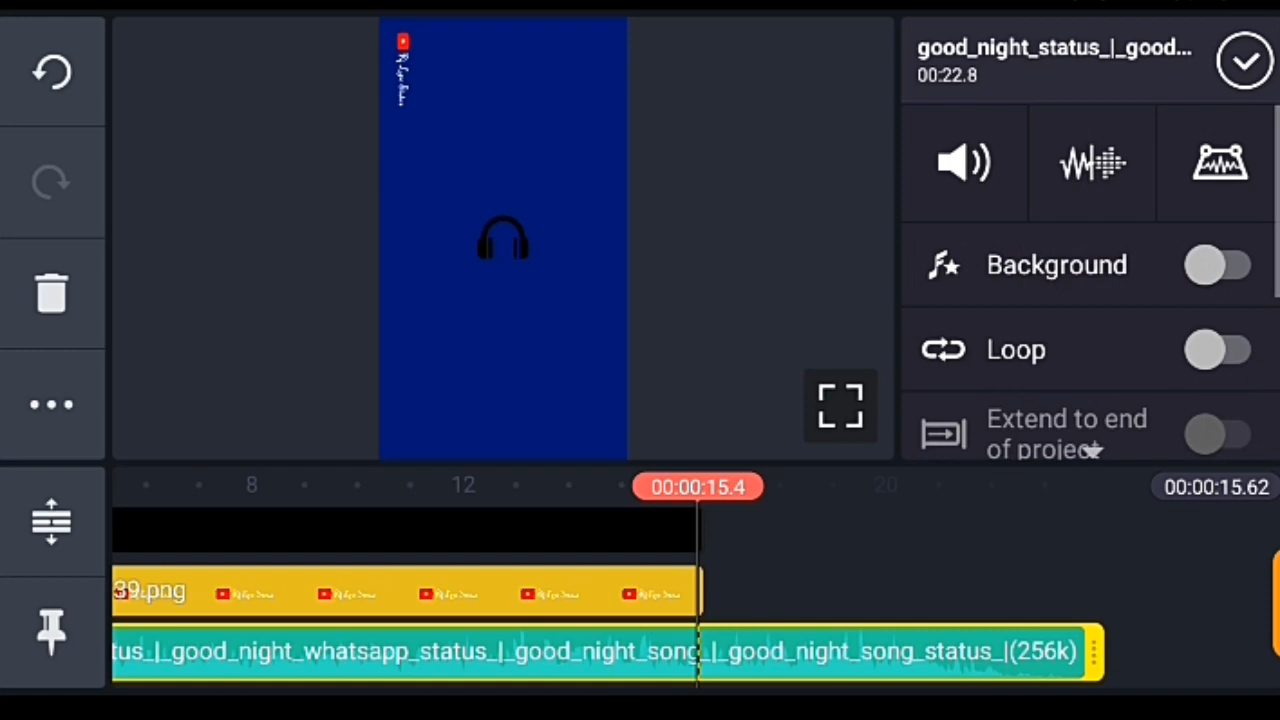 good_night_status_|_good...
00:22.8
Background
Loop
Extend to end
of project
8
12
00:00:15.4
20
00:00:15.62
39.png
tus_|_good_night_whatsapp_status_|_good_night_song_|_good_night_song_status_|(256k)